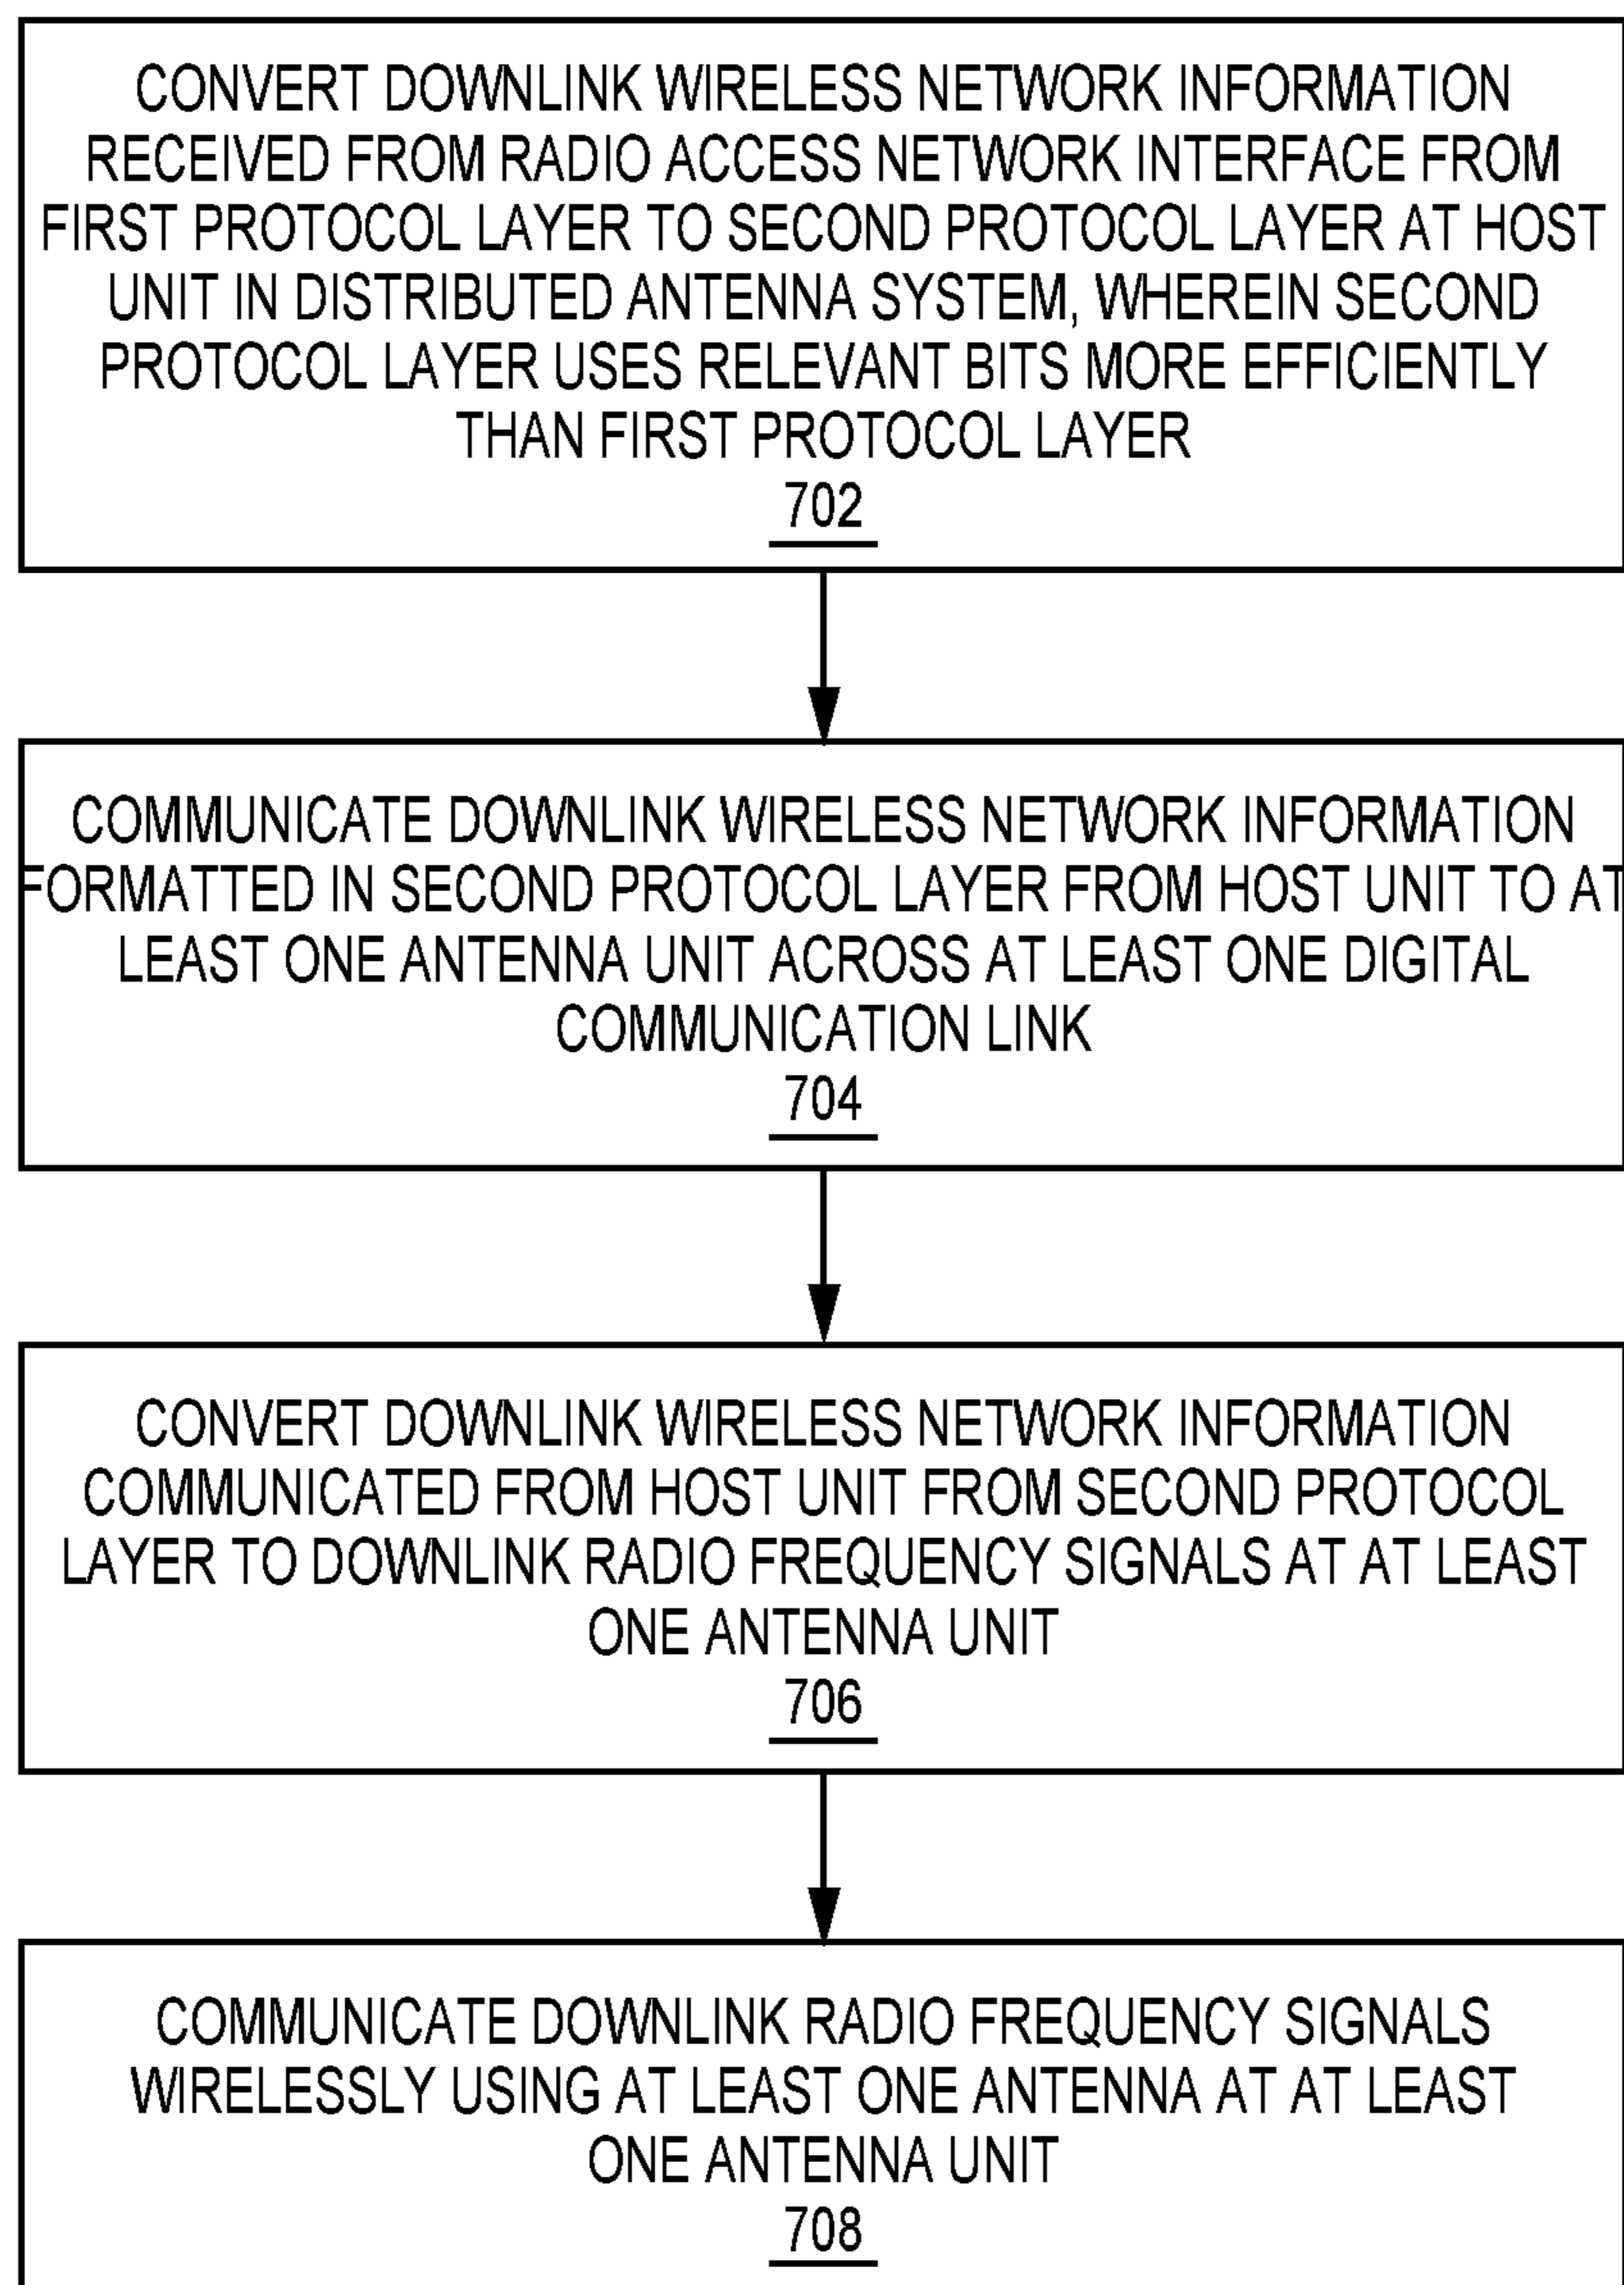 CONVERT DOWNLINK WIRELESS NETWORK INFORMATION
RECEIVED FROM RADIO ACCESS NETWORK INTERFACE FROM
FIRST PROTOCOL LAYER TO SECOND PROTOCOL LAYER AT HOST
UNIT IN DISTRIBUTED ANTENNA SYSTEM, WHEREIN SECOND
PROTOCOL LAYER USES RELEVANT BITS MORE EFFICIENTLY
THAN FIRST PROTOCOL LAYER
702
COMMUNICATE DOWNLINK WIRELESS NETWORK INFORMATION
FORMATTED IN SECOND PROTOCOL LAYER FROM HOST UNIT TO AT
LEAST ONE ANTENNA UNIT ACROSS AT LEAST ONE DIGITAL
COMMUNICATION LINK
704
CONVERT DOWNLINK WIRELESS NETWORK INFORMATION
COMMUNICATED FROM HOST UNIT FROM SECOND PROTOCOL
LAYER TO DOWNLINK RADIO FREQUENCY SIGNALS AT AT LEAST
ONE ANTENNA UNIT
706
COMMUNICATE DOWNLINK RADIO FREQUENCY SIGNALS
WIRELESSLY USING AT LEAST ONE ANTENNA AT AT LEAST
ONE ANTENNA UNIT
708